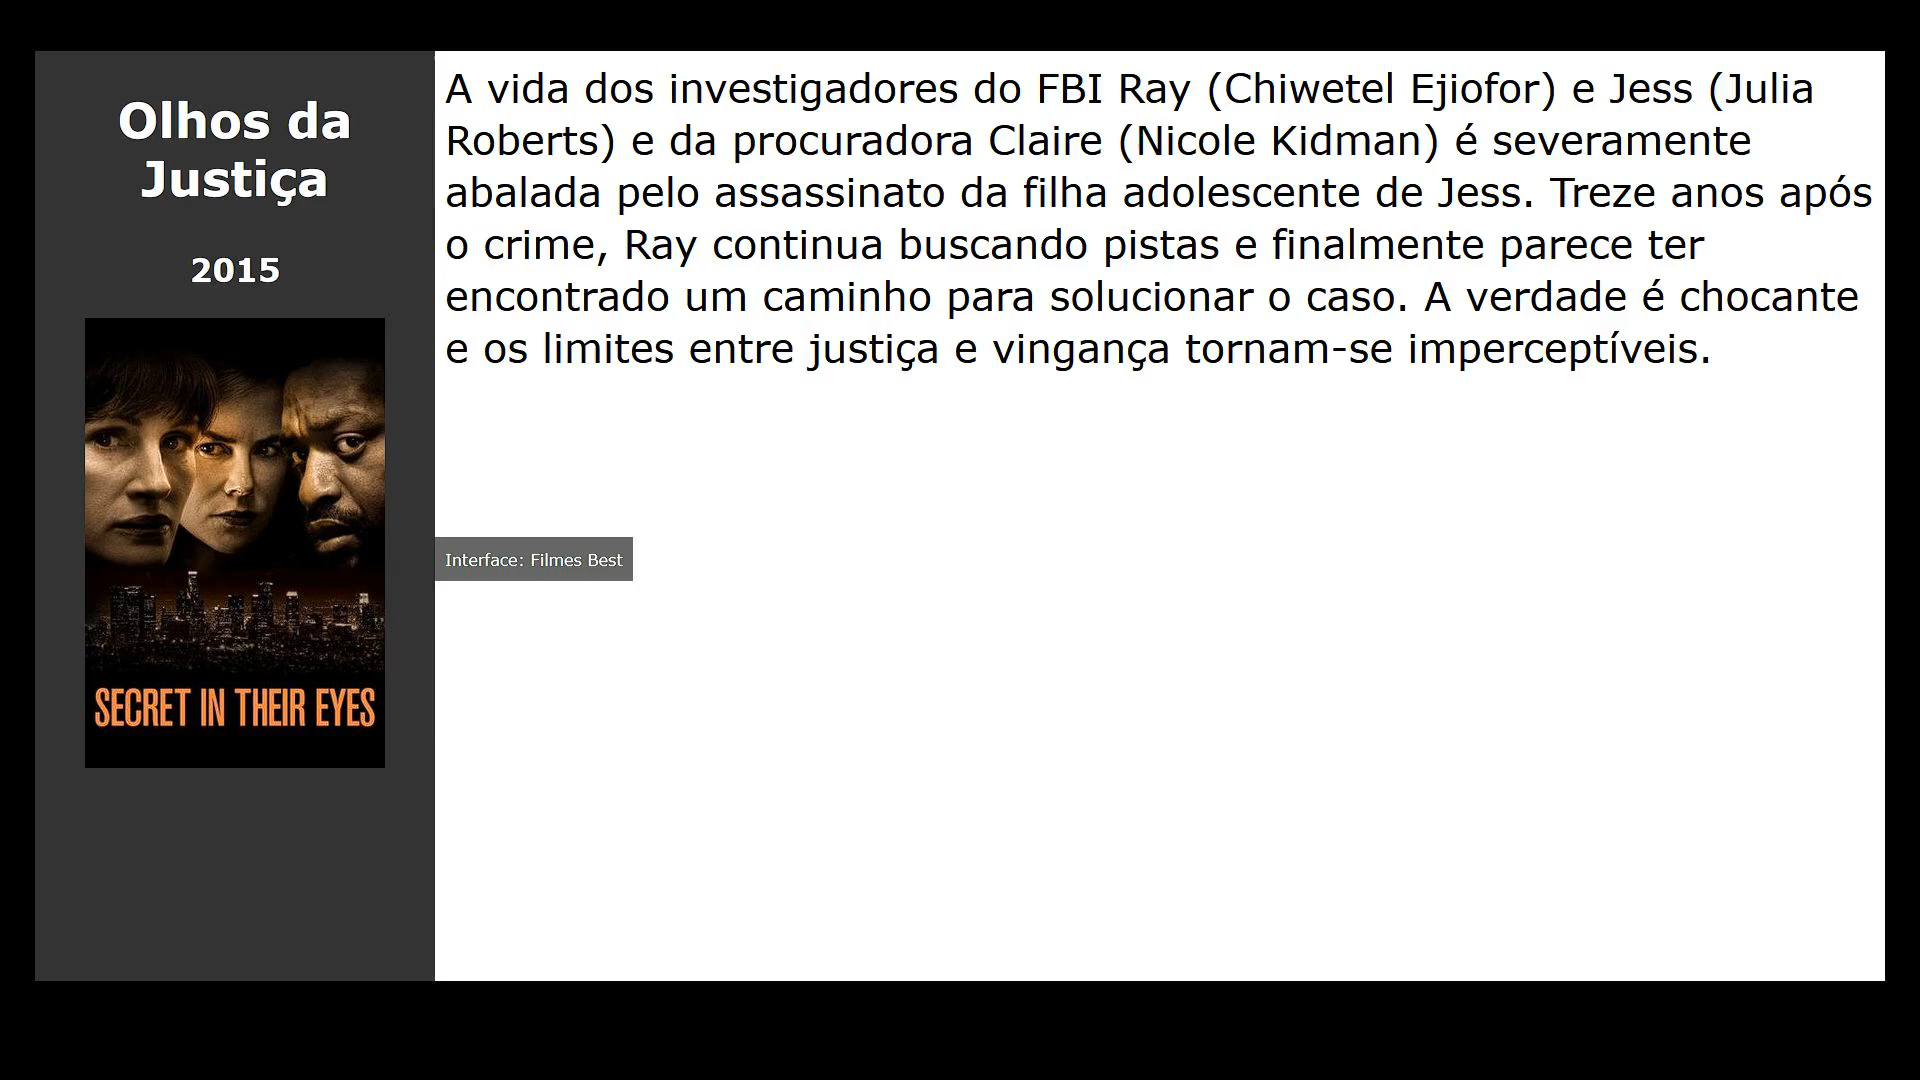 Olhos da
Justiça
2015
SECRET IN THEIR EYES
A vida dos investigadores do FBI Ray (Chiwetel Ejiofor) e Jess (Julia
Roberts) e da procuradora Claire (Nicole Kidman) é severamente
abalada pelo assassinato da filha adolescente de Jess. Treze anos após
o crime, Ray continua buscando pistas e finalmente parece ter
encontrado um caminho para solucionar o caso. A verdade é chocante
e os limites entre justiça e vingança tornam-se imperceptíveis.
Interface: Filmes Best